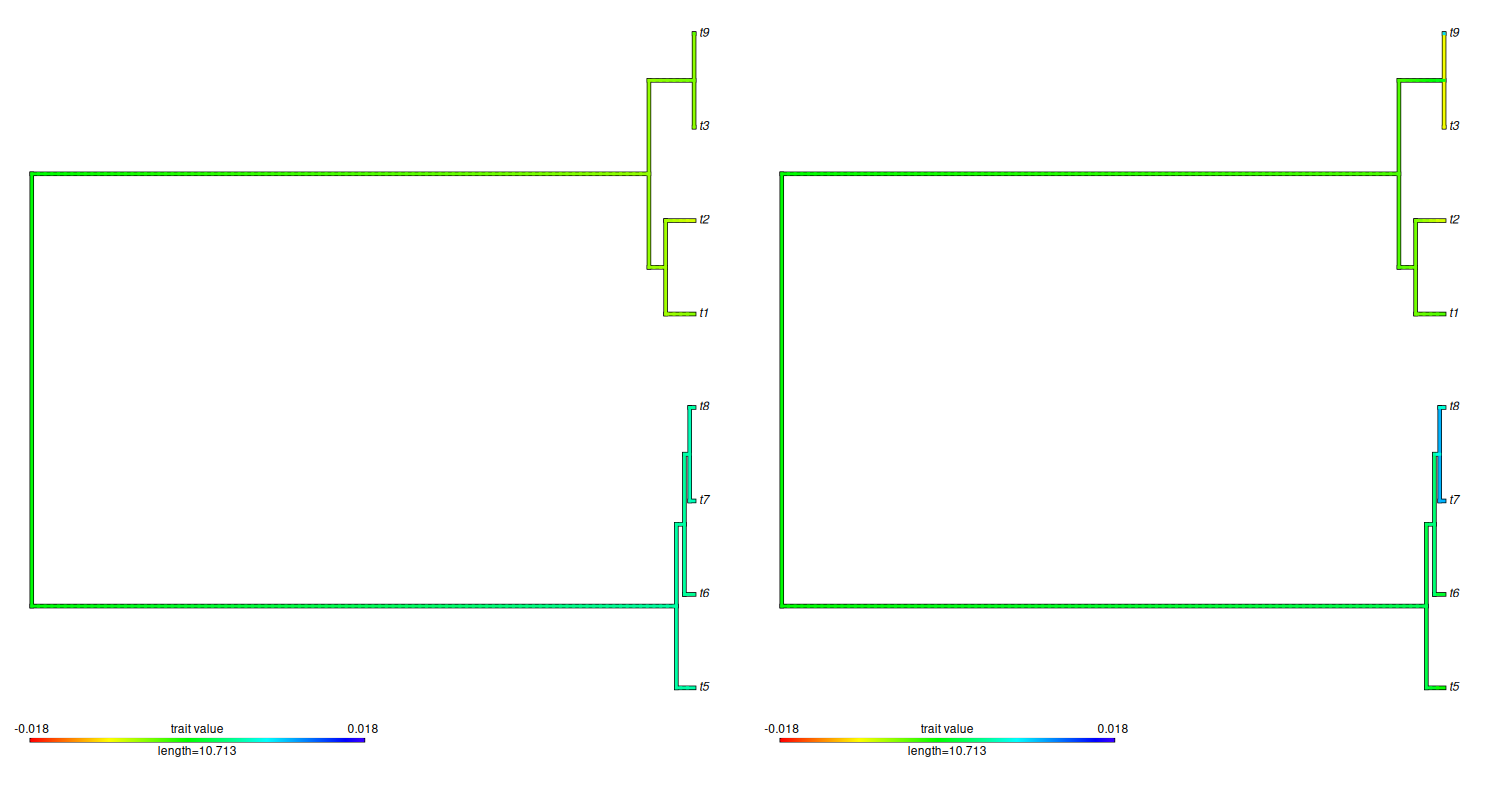 t9
t3
t2
t1
t8
t7
t6
t5
-0.018 trait value 0.018
length=10.713
t9
t3
t2
t1
t8
t7
t6
t5
-0.018 trait value 0.018
length=10.713